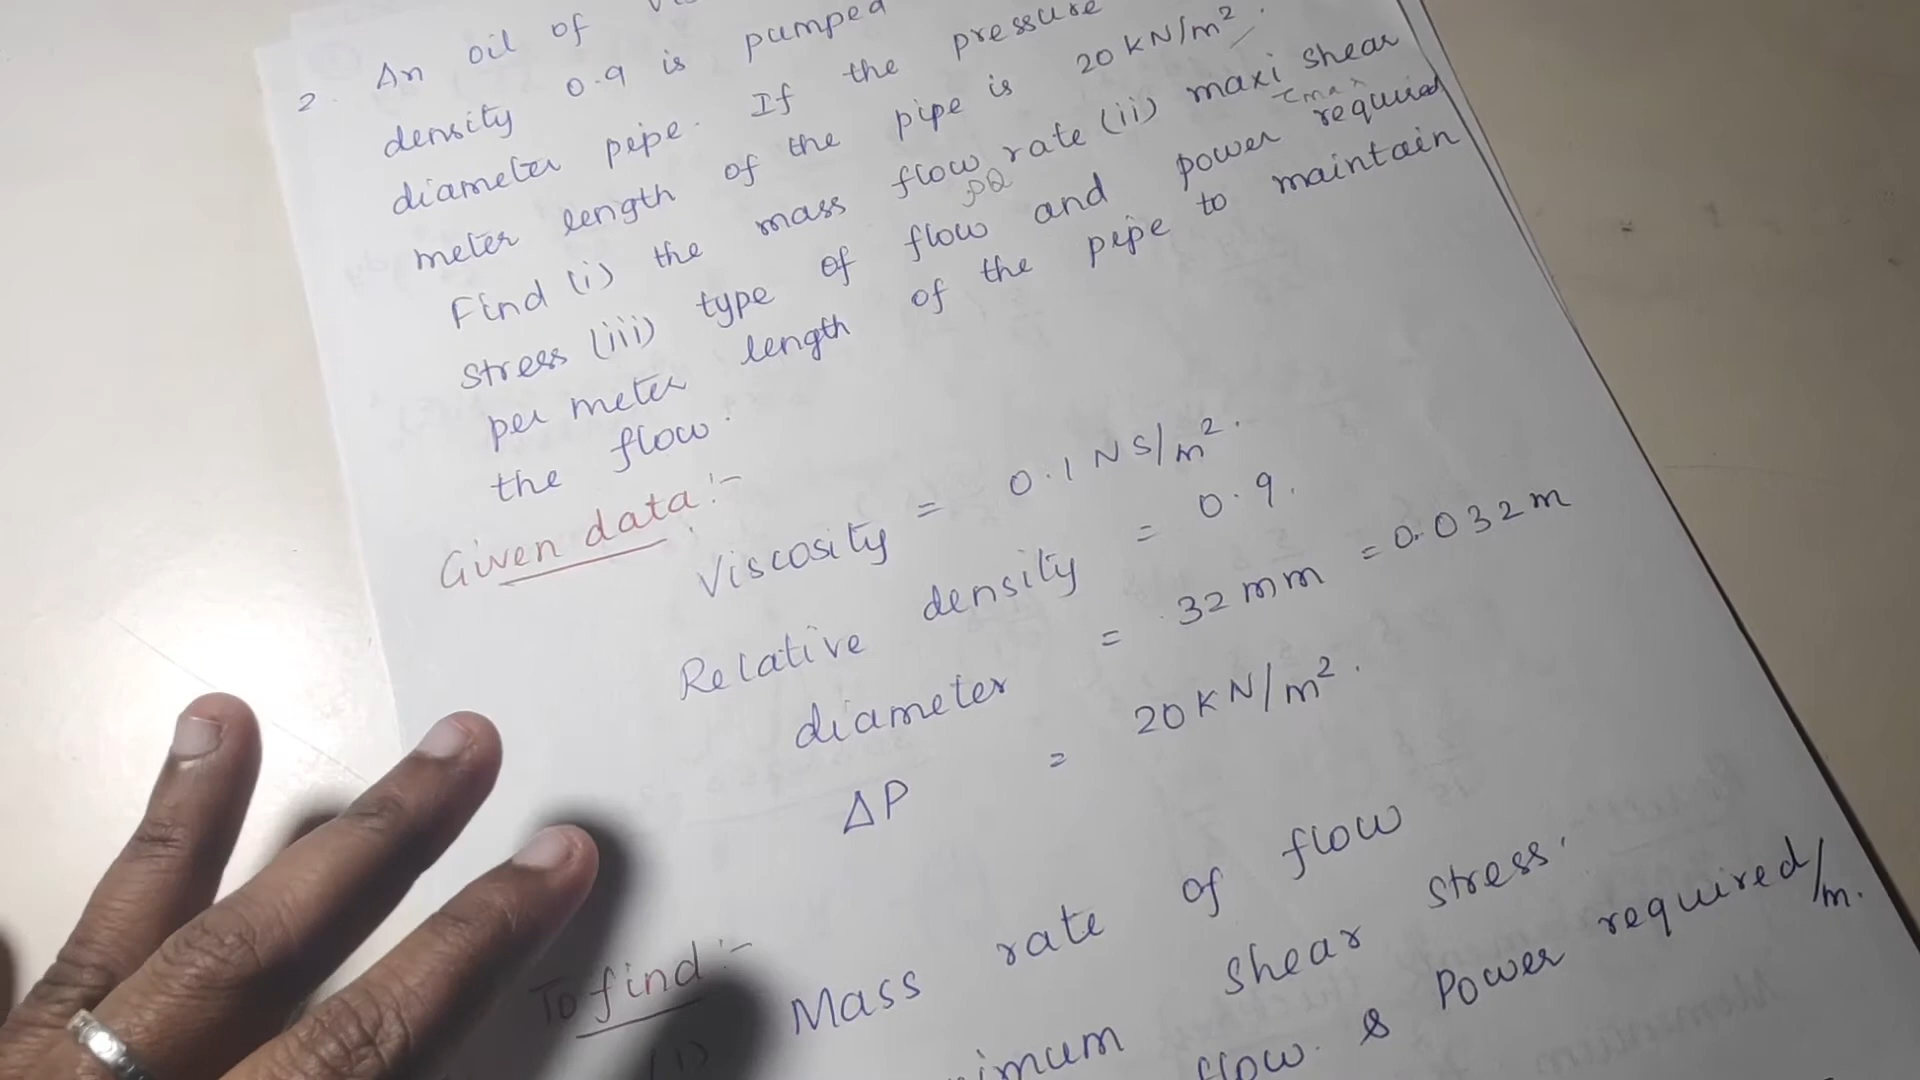 2. An oil of
density 0.9 is pumped
diameter pipe. If the pressure
meter length of the pipe is 20 KN/m².
Find (i) the mass flow rate (ii) maxi shear
ρQ τmax
stress (iii) type of flow and power required
per meter length of the pipe to maintain
the flow.
Given data:-
Viscosity = 0.1 NS/m².
Relative density = 0.9.
diameter = 32 mm = 0.032 m
ΔP = 20 KN/m².
To find:-
(i) Mass rate of flow
shear stress.
flow. & Power required/m.